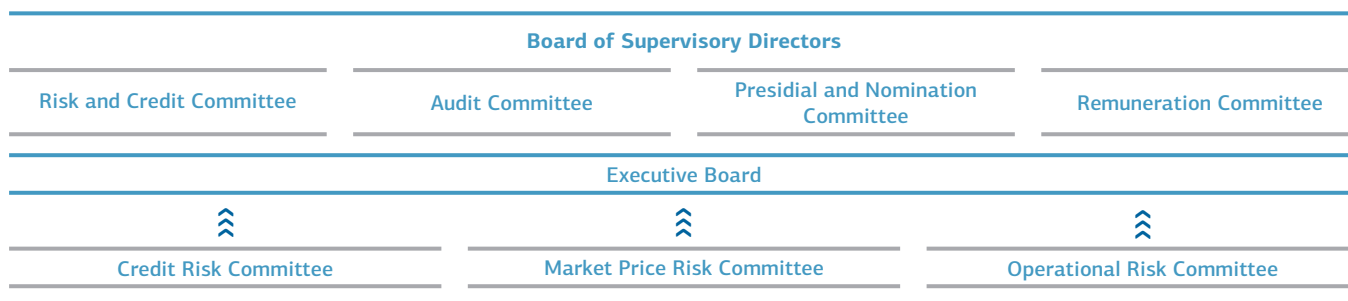 Board of Supervisory Directors
Risk and Credit Committee
Audit Committee
Presidial and Nomination
Committee
Remuneration Committee
Executive Board
Credit Risk Committee
Market Price Risk Committee
Operational Risk Committee